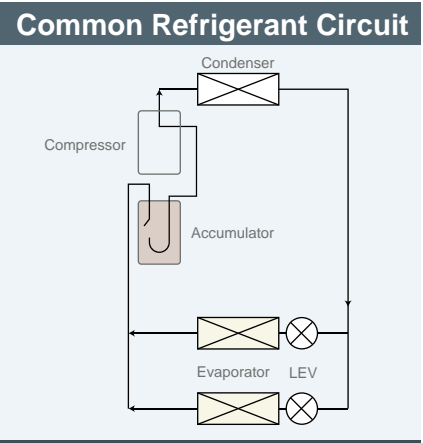 Common Refrigerant Circuit
Condenser
Compressor
Accumulator
Evaporator LEV